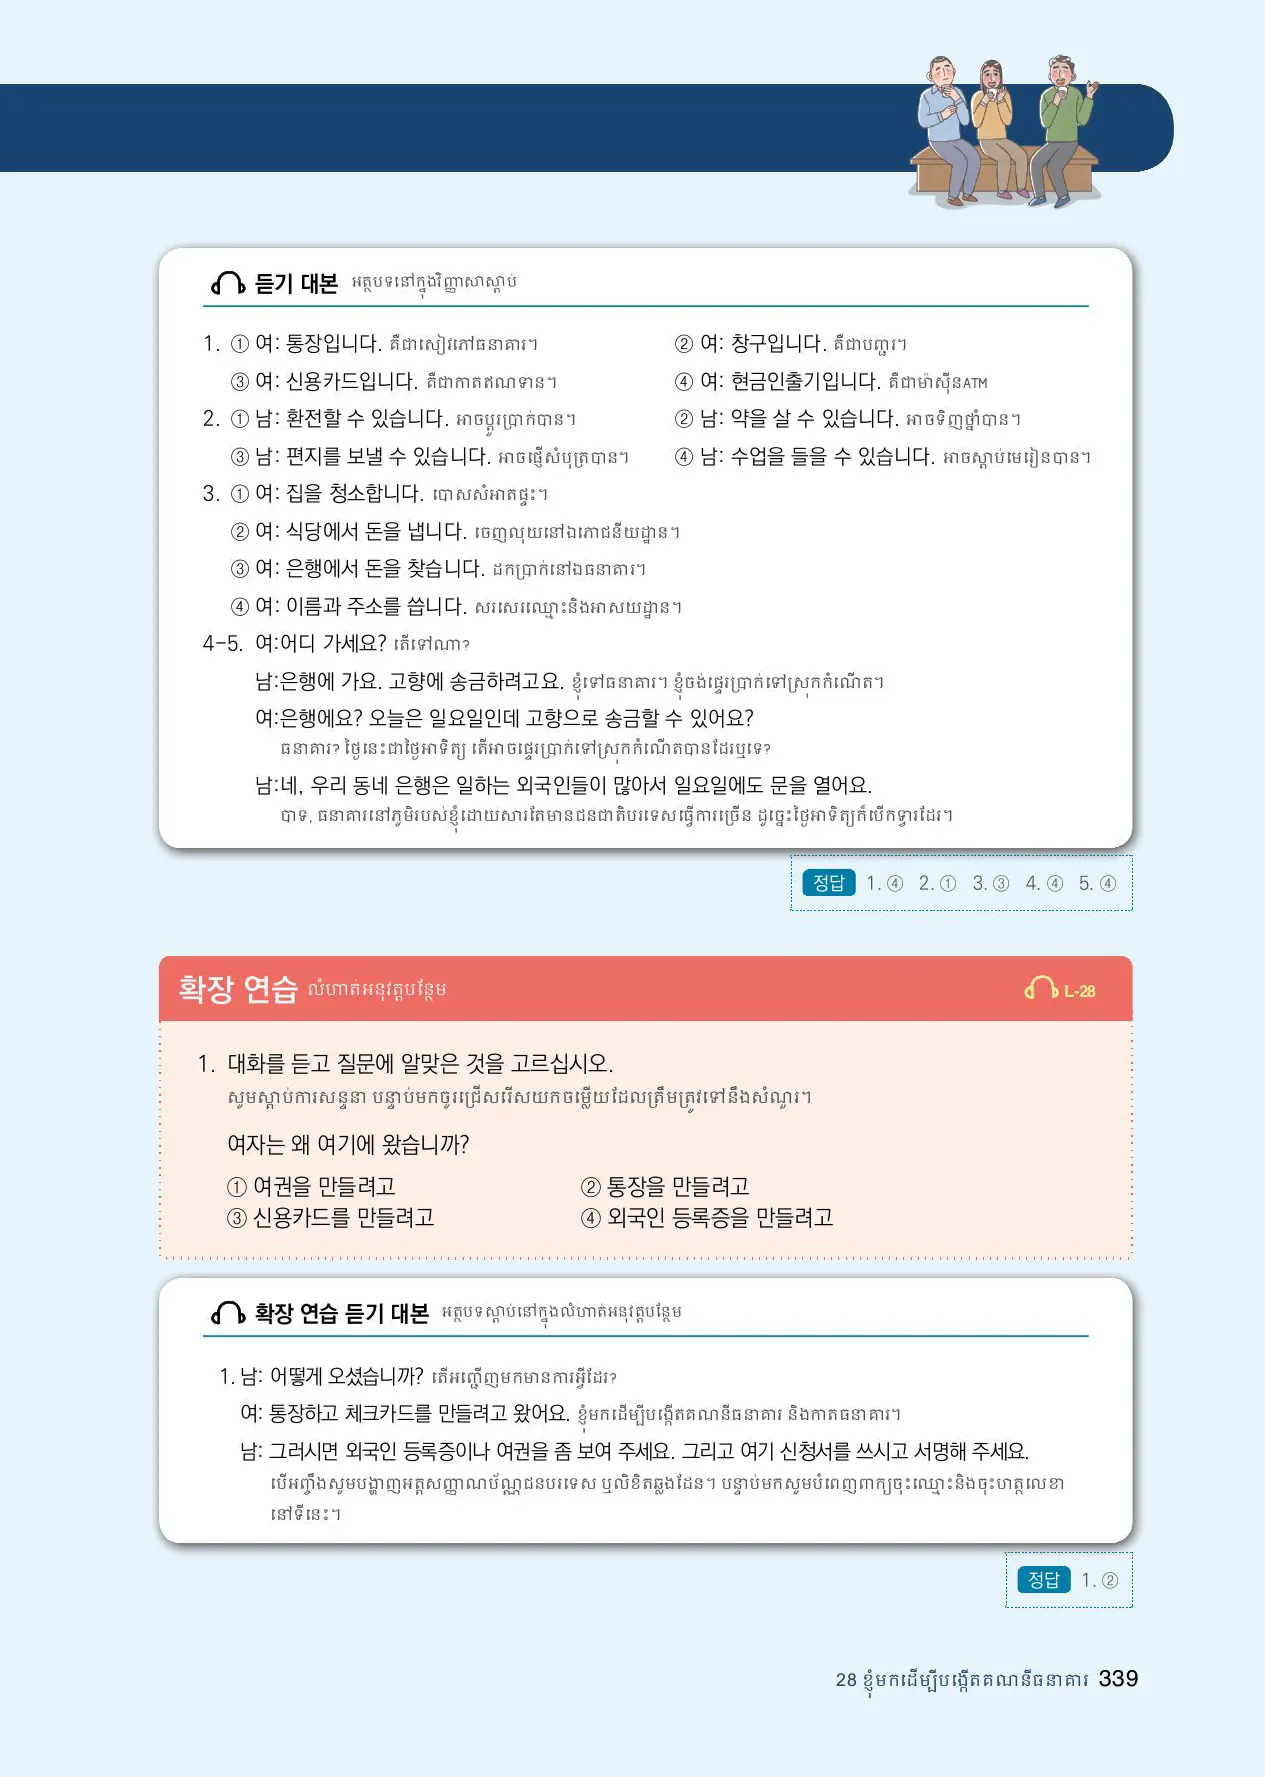 듣기 대본 អត្ថបទនៅក្នុងវិញ្ញាសាស្តាប់
1. ① 여: 통장입니다. គឺជាសៀវភៅធនាគារ។ ② 여: 창구입니다. គឺជាបញ្ជរ។
③ 여: 신용카드입니다. គឺជាកាតឥណទាន។ ④ 여: 현금인출기입니다. គឺជាម៉ាស៊ីនATM
2. ① 남: 환전할 수 있습니다. អាចប្តូរប្រាក់បាន។ ② 남: 약을 살 수 있습니다. អាចទិញថ្នាំបាន។
③ 남: 편지를 보낼 수 있습니다. អាចផ្ញើសំបុត្របាន។ ④ 남: 수업을 들을 수 있습니다. អាចស្តាប់មេរៀនបាន។
3. ① 여: 집을 청소합니다. បោសសំអាតផ្ទះ។
② 여: 식당에서 돈을 냅니다. ចេញលុយនៅឯភោជនីយដ្ឋាន។
③ 여: 은행에서 돈을 찾습니다. ដកប្រាក់នៅឯធនាគារ។
④ 여: 이름과 주소를 씁니다. សរសេរឈ្មោះនិងអាសយដ្ឋាន។
4-5. 여:어디 가세요? តើទៅណា?
남:은행에 가요. 고향에 송금하려고요. ខ្ញុំទៅធនាគារ។ ខ្ញុំចង់ផ្ទេរប្រាក់ទៅស្រុកកំណើត។
여:은행에요? 오늘은 일요일인데 고향으로 송금할 수 있어요?
ធនាគារ? ថ្ងៃនេះជាថ្ងៃអាទិត្យ តើអាចផ្ទេរប្រាក់ទៅស្រុកកំណើតបានដែរឬទេ?
남:네, 우리 동네 은행은 일하는 외국인들이 많아서 일요일에도 문을 열어요.
បាទ, ធនាគារនៅភូមិរបស់ខ្ញុំដោយសារតែមានជនជាតិបរទេសធ្វើការច្រើន ដូច្នេះថ្ងៃអាទិត្យក៏បើកទ្វារដែរ។
정답 1. ④ 2. ① 3. ③ 4. ④ 5. ④
확장 연습 លំហាត់អនុវត្តបន្ថែម L-28
1. 대화를 듣고 질문에 알맞은 것을 고르십시오.
សូមស្តាប់ការសន្ទនា បន្ទាប់មកចូរជ្រើសរើសយកចម្លើយដែលត្រឹមត្រូវទៅនឹងសំណួរ។
여자는 왜 여기에 왔습니까?
① 여권을 만들려고 ② 통장을 만들려고
③ 신용카드를 만들려고 ④ 외국인 등록증을 만들려고
확장 연습 듣기 대본 អត្ថបទស្តាប់នៅក្នុងលំហាត់អនុវត្តបន្ថែម
1. 남: 어떻게 오셨습니까? តើអញ្ជើញមកមានការអ្វីដែរ?
여: 통장하고 체크카드를 만들려고 왔어요. ខ្ញុំមកដើម្បីបង្កើតគណនីធនាគារ និងកាតធនាគារ។
남: 그러시면 외국인 등록증이나 여권을 좀 보여 주세요. 그리고 여기 신청서를 쓰시고 서명해 주세요.
បើអញ្ចឹងសូមបង្ហាញអត្តសញ្ញាណប័ណ្ណជនបរទេស ឬលិខិតឆ្លងដែន។ បន្ទាប់មកសូមបំពេញពាក្យចុះឈ្មោះនិងចុះហត្ថលេខា
នៅទីនេះ។
정답 1. ②
28 ខ្ញុំមកដើម្បីបង្កើតគណនីធនាគារ 339